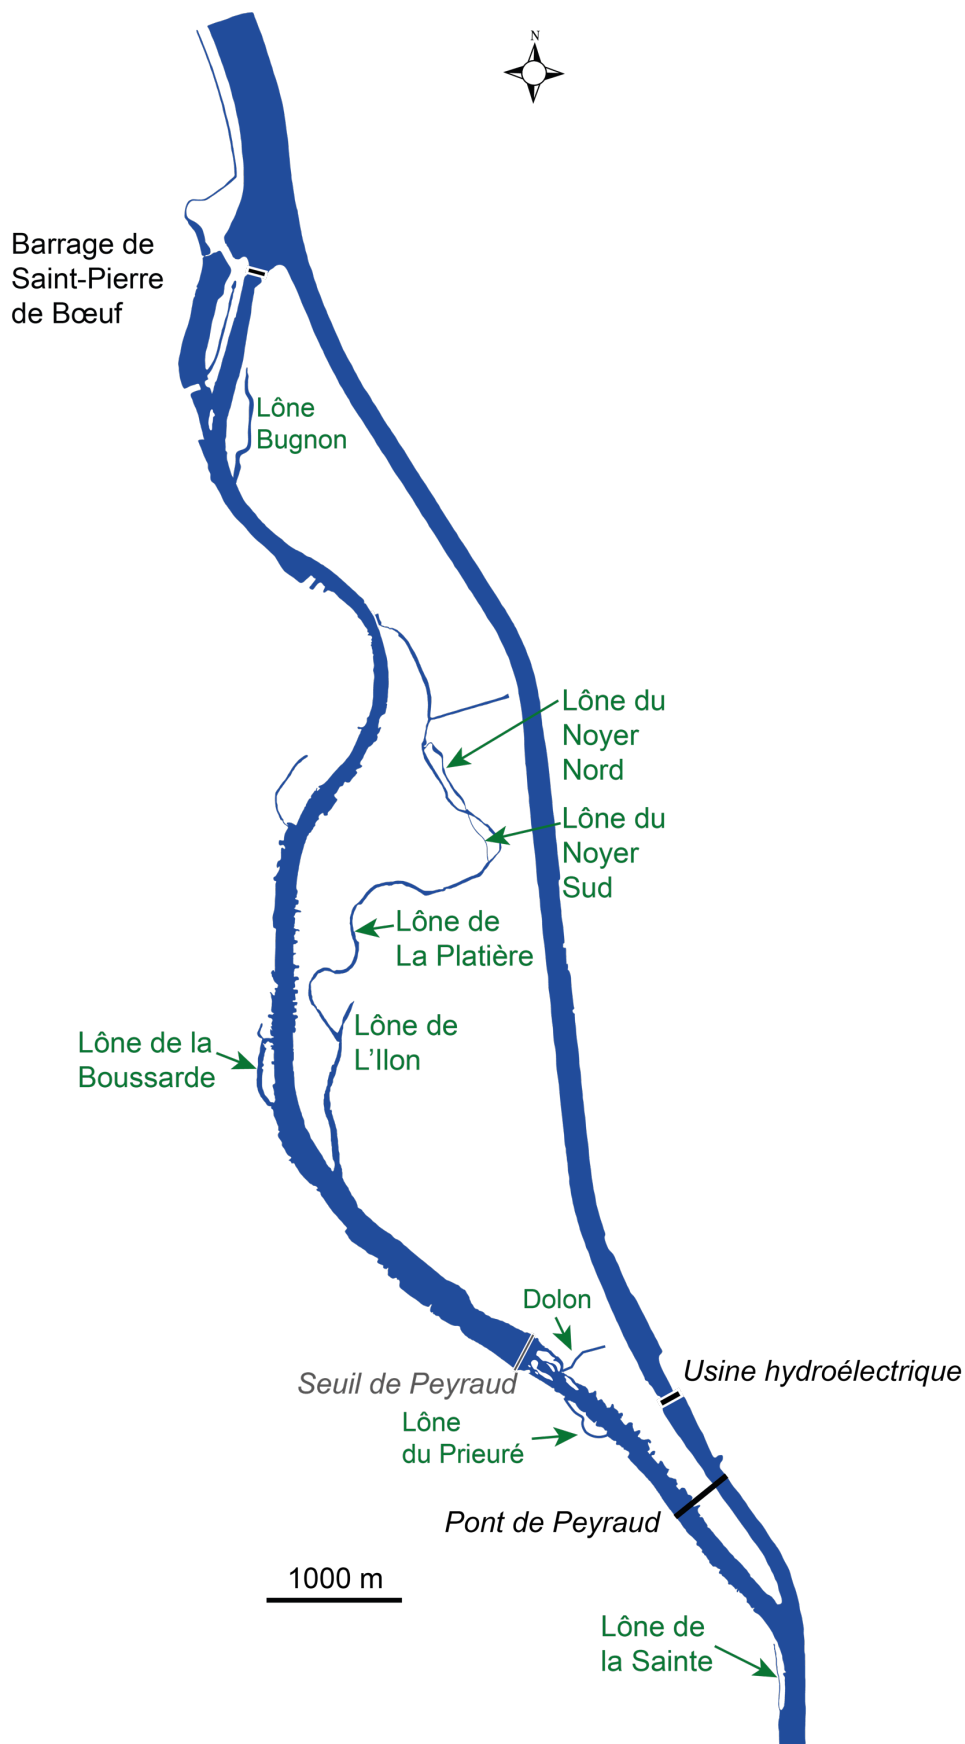 N
Barrage de
Saint-Pierre
de Bœuf
Lône
Bugnon
Lône du
Noyer
Nord
Lône du
Noyer
Sud
Lône de
La Platière
Lône de
L’Ilon
Lône de la
Boussarde
Dolon
Usine hydroélectrique
Seuil de Peyraud
Lône
du Prieuré
Pont de Peyraud
1000 m
Lône de
la Sainte